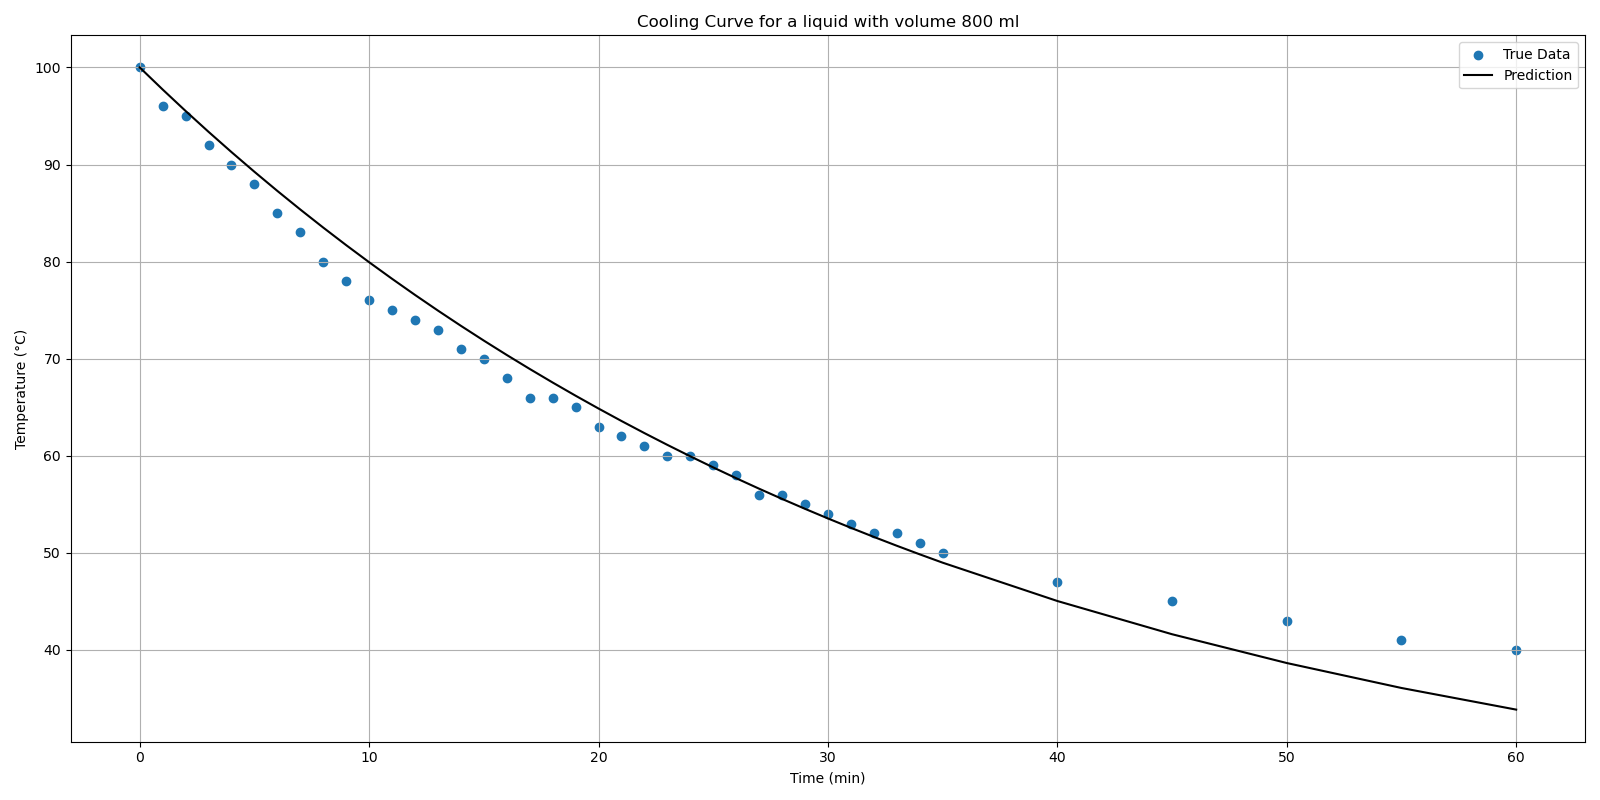 Cooling Curve for a liquid with volume 800 ml
True Data
Prediction
100
90
80
70
60
50
40
Temperature (°C)
0 10 20 30 40 50 60
Time (min)